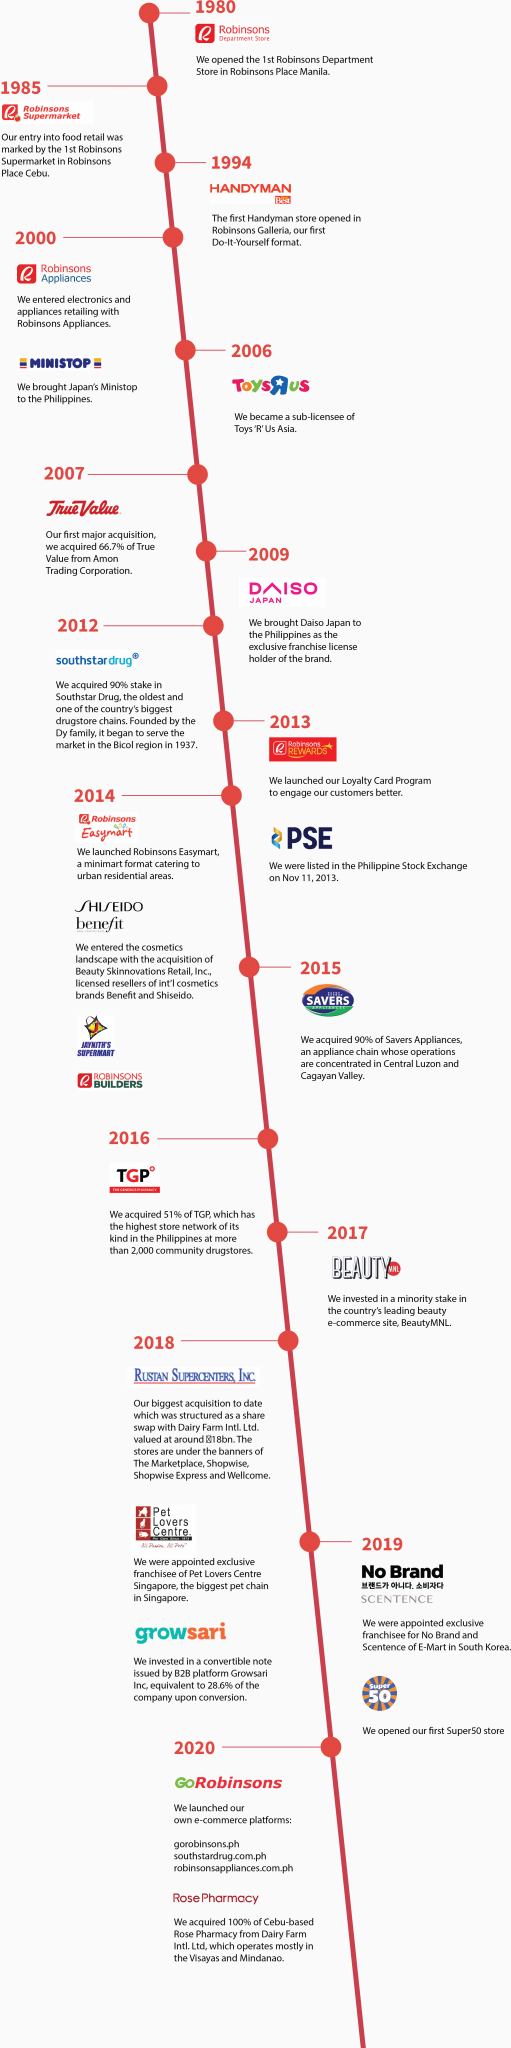 1980
Robinsons
Department Store
We opened the 1st Robinsons Department
Store in Robinsons Place Manila.
1985
Robinsons
Supermarket
Our entry into food retail was
marked by the 1st Robinsons
Supermarket in Robinsons
Place Cebu.
1994
HANDYMAN
Do it Best
The first Handyman store opened in
Robinsons Galleria, our first
Do-It-Yourself format.
2000
Robinsons
Appliances
We entered electronics and
appliances retailing with
Robinsons Appliances.
MINISTOP
We brought Japan's Ministop
to the Philippines.
2006
ToysRus
We became a sub-licensee of
Toys 'R' Us Asia.
2007
True Value
Our first major acquisition,
we acquired 66.7% of True
Value from Amon
Trading Corporation.
2009
DAISO
JAPAN
We brought Daiso Japan to
the Philippines as the
exclusive franchise license
holder of the brand.
2012
southstar drug
We acquired 90% stake in
Southstar Drug, the oldest and
one of the country's biggest
drugstore chains. Founded by the
Dy family, it began to serve the
market in the Bicol region in 1937.
2013
Robinsons
REWARDS
We launched our Loyalty Card Program
to engage our customers better.
PSE
We were listed in the Philippine Stock Exchange
on Nov 11, 2013.
2014
Robinsons
Easymart
We launched Robinsons Easymart,
a minimart format catering to
urban residential areas.
SHISEIDO
benefit
We entered the cosmetics
landscape with the acquisition of
Beauty Skinnovations Retail, Inc.,
licensed resellers of int'l cosmetics
brands Benefit and Shiseido.
JAYNITH'S
SUPERMART
ROBINSONS
BUILDERS
2015
SAVERS
APPLIANCES
We acquired 90% of Savers Appliances,
an appliance chain whose operations
are concentrated in Central Luzon and
Cagayan Valley.
2016
TGP
THE GENERICS PHARMACY
We acquired 51% of TGP, which has
the highest store network of its
kind in the Philippines at more
than 2,000 community drugstores.
2017
BEAUTY MNL
We invested in a minority stake in
the country's leading beauty
e-commerce site, BeautyMNL.
2018
RUSTAN SUPERCENTERS, INC.
Our biggest acquisition to date
which was structured as a share
swap with Dairy Farm Intl. Ltd.
valued at around 18bn. The
stores are under the banners of
The Marketplace, Shopwise,
Shopwise Express and Wellcome.
Pet
Lovers
Centre
All Passion, All Pets
We were appointed exclusive
franchisee of Pet Lovers Centre
Singapore, the biggest pet chain
in Singapore.
growsari
We invested in a convertible note
issued by B2B platform Growsari
Inc, equivalent to 28.6% of the
company upon conversion.
2019
No Brand
브랜드가 아니다. 소비자다
SCENTENCE
We were appointed exclusive
franchisee for No Brand and
Scentence of E-Mart in South Korea.
Super
50
We opened our first Super50 store
2020
GoRobinsons
We launched our
own e-commerce platforms:
gorobinsons.ph
southstardrug.com.ph
robinsonsappliances.com.ph
Rose Pharmacy
We acquired 100% of Cebu-based
Rose Pharmacy from Dairy Farm
Intl. Ltd, which operates mostly in
the Visayas and Mindanao.